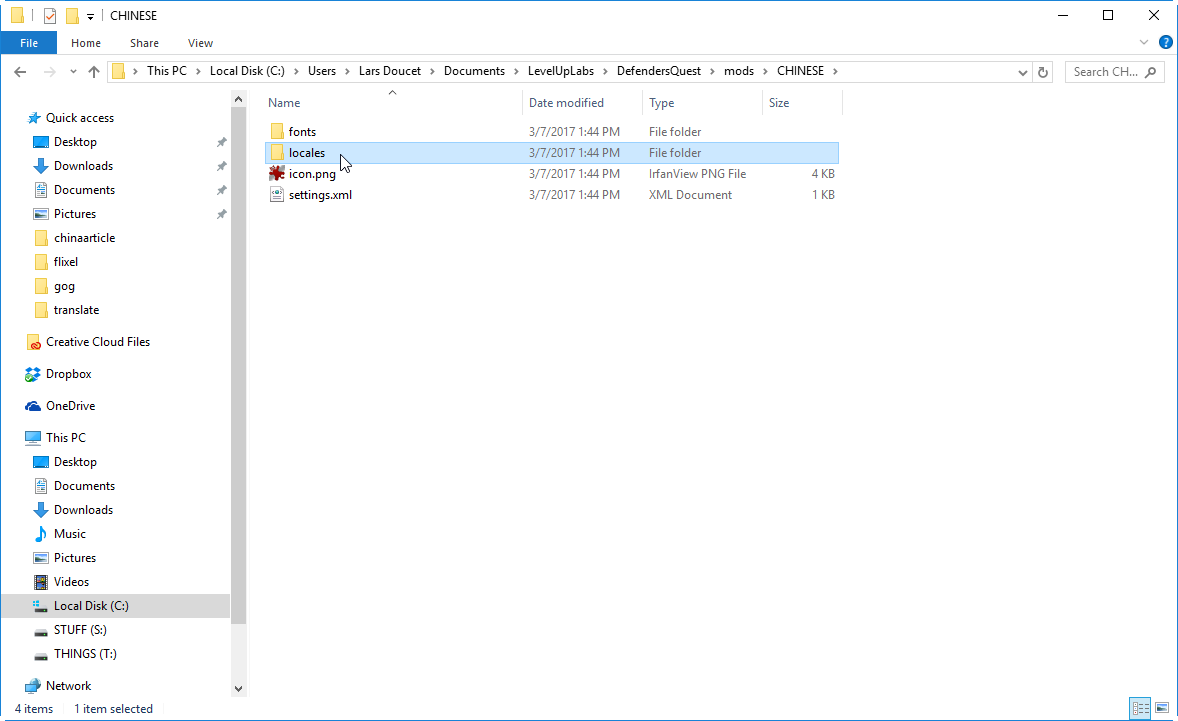 CHINESE
File Home Share View
This PC Local Disk (C:) Users Lars Doucet Documents LevelUpLabs DefendersQuest mods CHINESE Search CH...
Name Date modified Type Size
Quick access
Desktop
Downloads
Documents
Pictures
chinaarticle
flixel
gog
translate
Creative Cloud Files
Dropbox
OneDrive
This PC
Desktop
Documents
Downloads
Music
Pictures
Videos
Local Disk (C:)
STUFF (S:)
THINGS (T:)
Network
fonts 3/7/2017 1:44 PM File folder
locales 3/7/2017 1:44 PM File folder
icon.png 3/7/2017 1:44 PM IrfanView PNG File 4 KB
settings.xml 3/7/2017 1:44 PM XML Document 1 KB
4 items 1 item selected